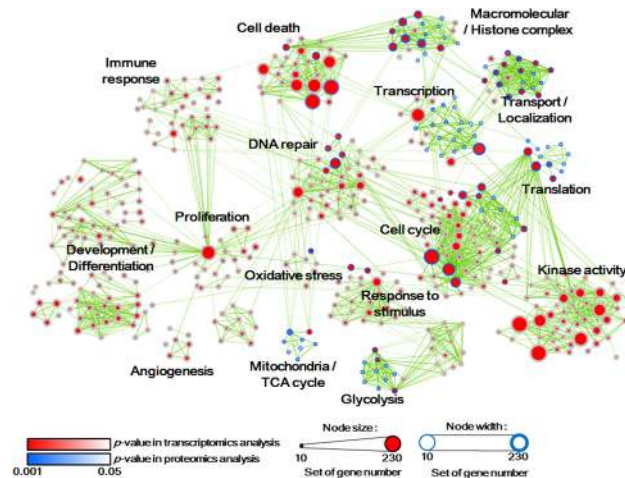 Cell death
Macromolecular
/ Histone complex
Immune
response
Transcription
Transport /
Localization
DNA repair
Translation
Proliferation
Cell cycle
Development /
Differentiation
Oxidative stress
Kinase activity
Response to
stimulus
Angiogenesis
Mitochondria /
TCA cycle
Glycolysis
Node size :
Node width :
p-value in transcriptomics analysis
p-value in proteomics analysis
0.001
0.05
10
230
10
230
Set of gene number
Set of gene number